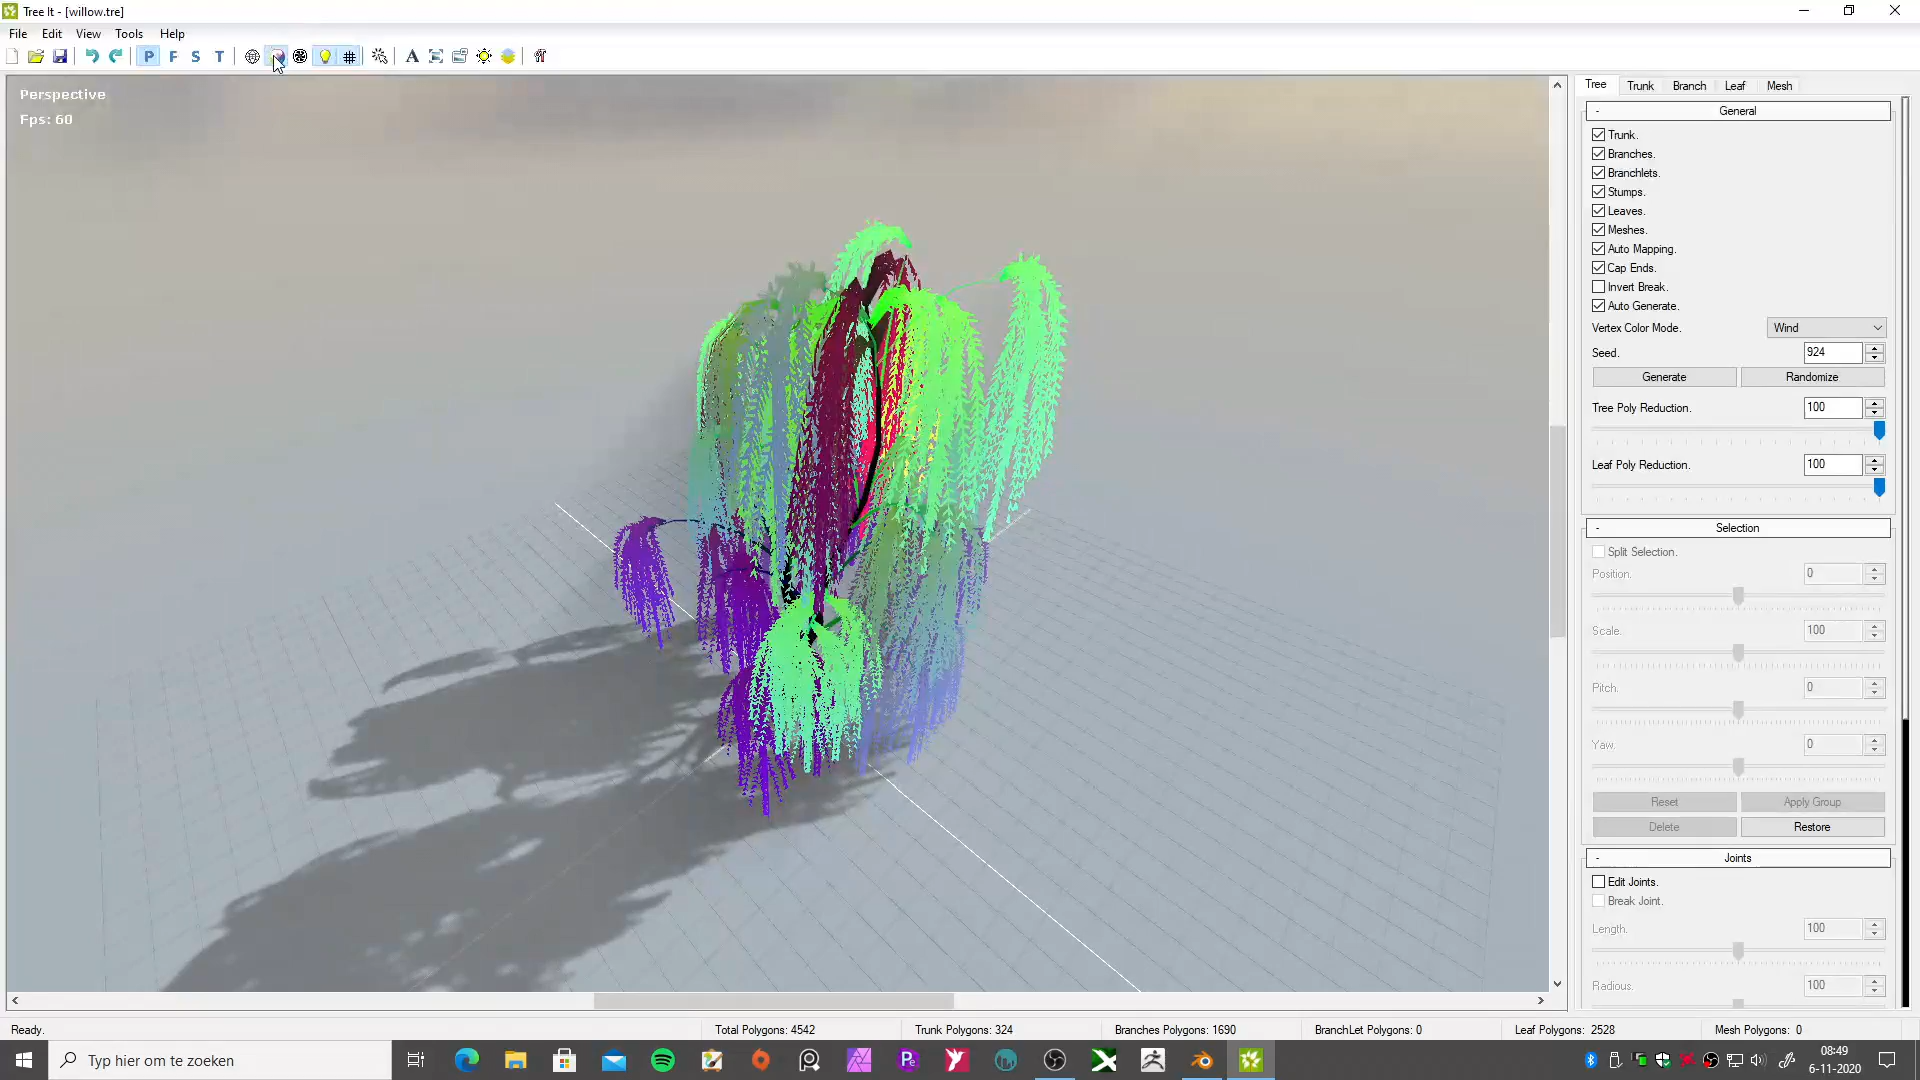 Tree It - [willow.tre]
File Edit View Tools Help
P F S T A
Perspective
Fps: 60
Tree Trunk Branch Leaf Mesh
- General
Trunk.
Branches.
Branchlets.
Stumps.
Leaves.
Meshes.
Auto Mapping.
Cap Ends.
Invert Break.
Auto Generate.
Vertex Color Mode. Wind
Seed. 924
Generate Randomize
Tree Poly Reduction. 100
Leaf Poly Reduction. 100
- Selection
Split Selection.
Position. 0
Scale. 100
Pitch. 0
Yaw. 0
Reset Apply Group
Delete Restore
- Joints
Edit Joints.
Break Joint.
Length. 100
Radious. 100
Ready. Total Polygons: 4542 Trunk Polygons: 324 Branches Polygons: 1690 BranchLet Polygons: 0 Leaf Polygons: 2528 Mesh Polygons: 0
Typ hier om te zoeken
08:49
6-11-2020